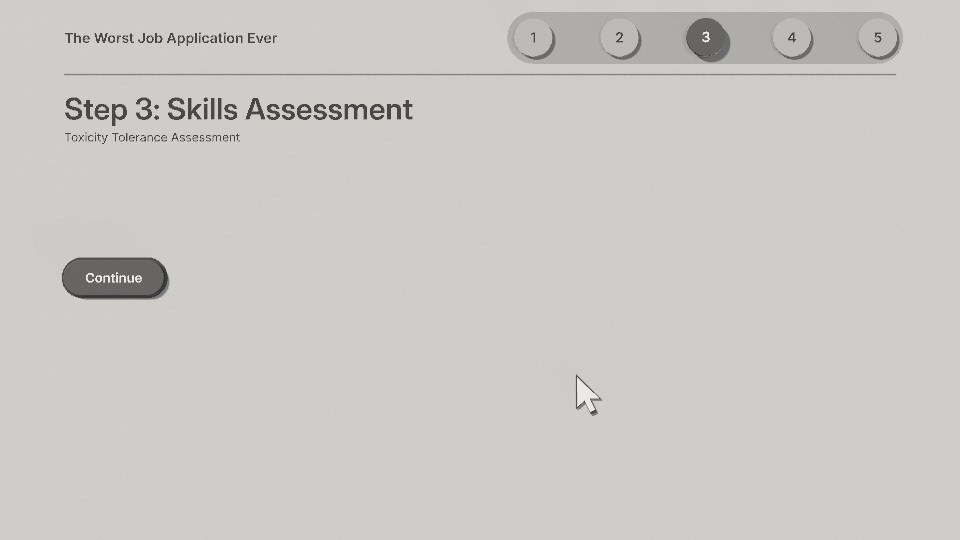 The Worst Job Application Ever
1 2 3 4 5
Step 3: Skills Assessment
Toxicity Tolerance Assessment
Continue